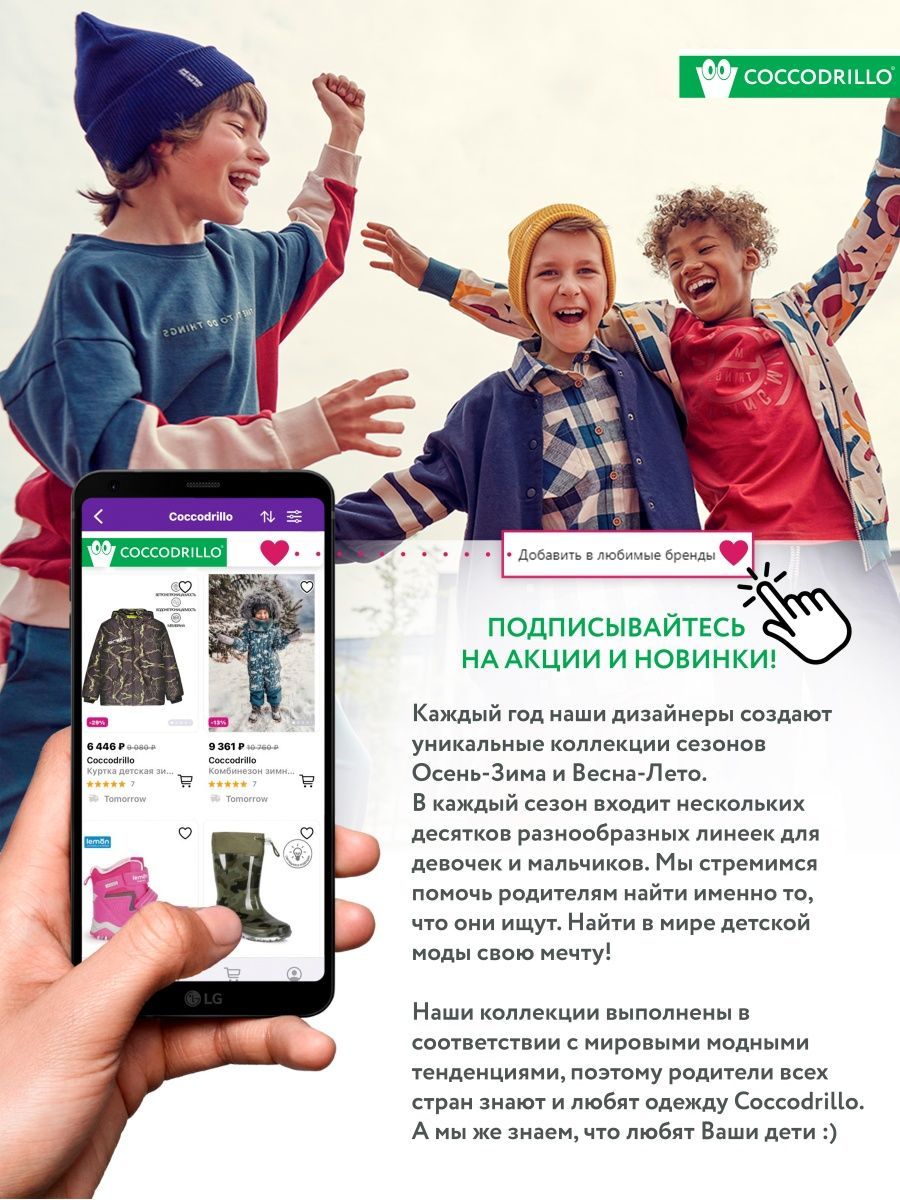 COCCODRILLO
Coccodrillo
COCCODRILLO
Добавить в любимые бренды
ВЕТРОНЕПРОНИЦАЕМОСТЬ
ВОДОНЕПРОНИЦАЕМОСТЬ
МЕМБРАНА
-29%
-13%
6 446 ₽ 9 080 ₽
9 361 ₽ 10 760 ₽
Coccodrillo
Coccodrillo
Куртка детская зи...
Комбинезон зимн...
7
7
Tomorrow
Tomorrow
lemon
LG
ПОДПИСЫВАЙТЕСЬ
НА АКЦИИ И НОВИНКИ!
Каждый год наши дизайнеры создают
уникальные коллекции сезонов
Осень-Зима и Весна-Лето.
В каждый сезон входит нескольких
десятков разнообразных линеек для
девочек и мальчиков. Мы стремимся
помочь родителям найти именно то,
что они ищут. Найти в мире детской
моды свою мечту!
Наши коллекции выполнены в
соответствии с мировыми модными
тенденциями, поэтому родители всех
стран знают и любят одежду Coccodrillo.
А мы же знаем, что любят Ваши дети :)